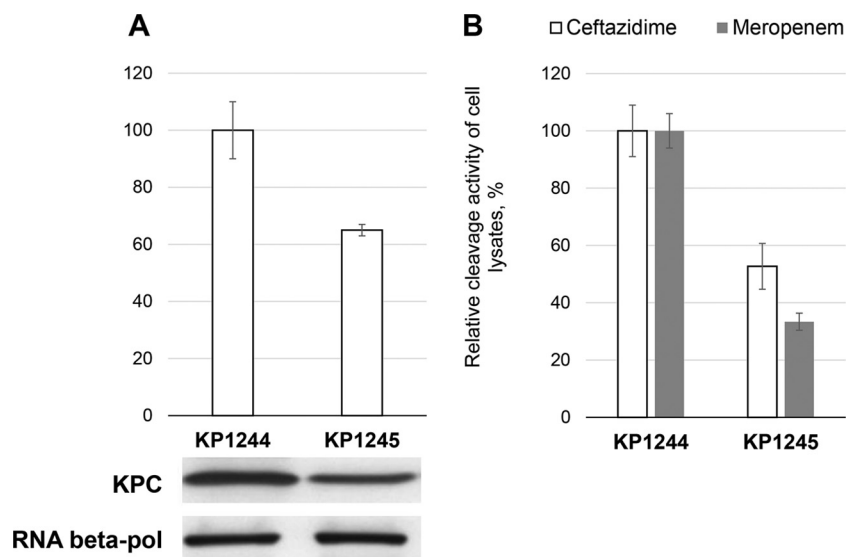 A
120
100
80
60
40
20
0
KP1244 KP1245
KPC
RNA beta-pol
B
Ceftazidime Meropenem
Relative cleavage activity of cell
lysates, %
120
100
80
60
40
20
0
KP1244 KP1245